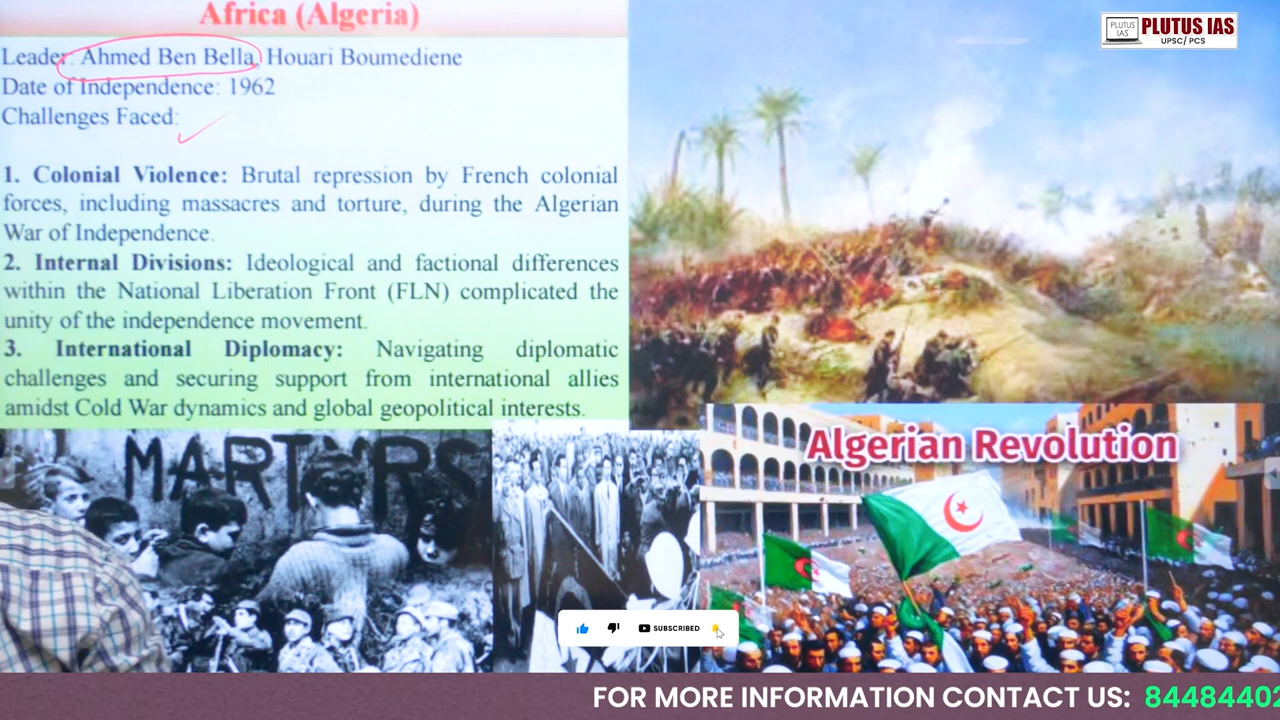 Africa (Algeria)
PLUTUS IAS
PLUTUS IAS
UPSC/ PCS
Leader: Ahmed Ben Bella, Houari Boumediene
Date of Independence: 1962
Challenges Faced:
1. Colonial Violence: Brutal repression by French colonial
forces, including massacres and torture, during the Algerian
War of Independence.
2. Internal Divisions: Ideological and factional differences
within the National Liberation Front (FLN) complicated the
unity of the independence movement.
3. International Diplomacy: Navigating diplomatic
challenges and securing support from international allies
amidst Cold War dynamics and global geopolitical interests.
MARTYRS
Algerian Revolution
SUBSCRIBED
FOR MORE INFORMATION CONTACT US: 84484402